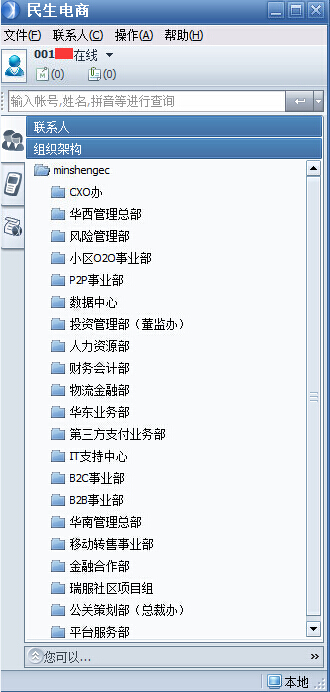 民生电商
文件(F) 联系人(C) 操作(A) 帮助(H)
001 在线
(0) (0)
输入帐号,姓名,拼音等进行查询
联系人
组织架构
minshengec
CXO办
华西管理总部
风险管理部
小区O2O事业部
P2P事业部
数据中心
投资管理部（董监办）
人力资源部
财务会计部
物流金融部
华东业务部
第三方支付业务部
IT支持中心
B2C事业部
B2B事业部
华南管理总部
移动转售事业部
金融合作部
瑞服社区项目组
公关策划部（总裁办）
平台服务部
您可以... »
本地